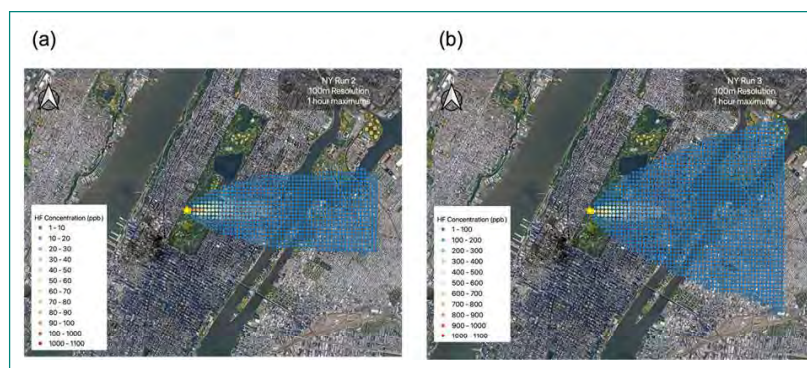 (a)
(b)
NY Run 2
100m Resolution
1 hour maximums
NY Run 3
100m Resolution
1 hour maximums
HF Concentration (ppb)
1 - 10
10 - 20
20 - 30
30 - 40
40 - 50
50 - 60
60 - 70
70 - 80
80 - 90
90 - 100
100 - 1000
1000 - 1100
HF Concentration (ppb)
1 - 100
100 - 200
200 - 300
300 - 400
400 - 500
500 - 600
600 - 700
700 - 800
800 - 900
900 - 1000
1000 - 1100